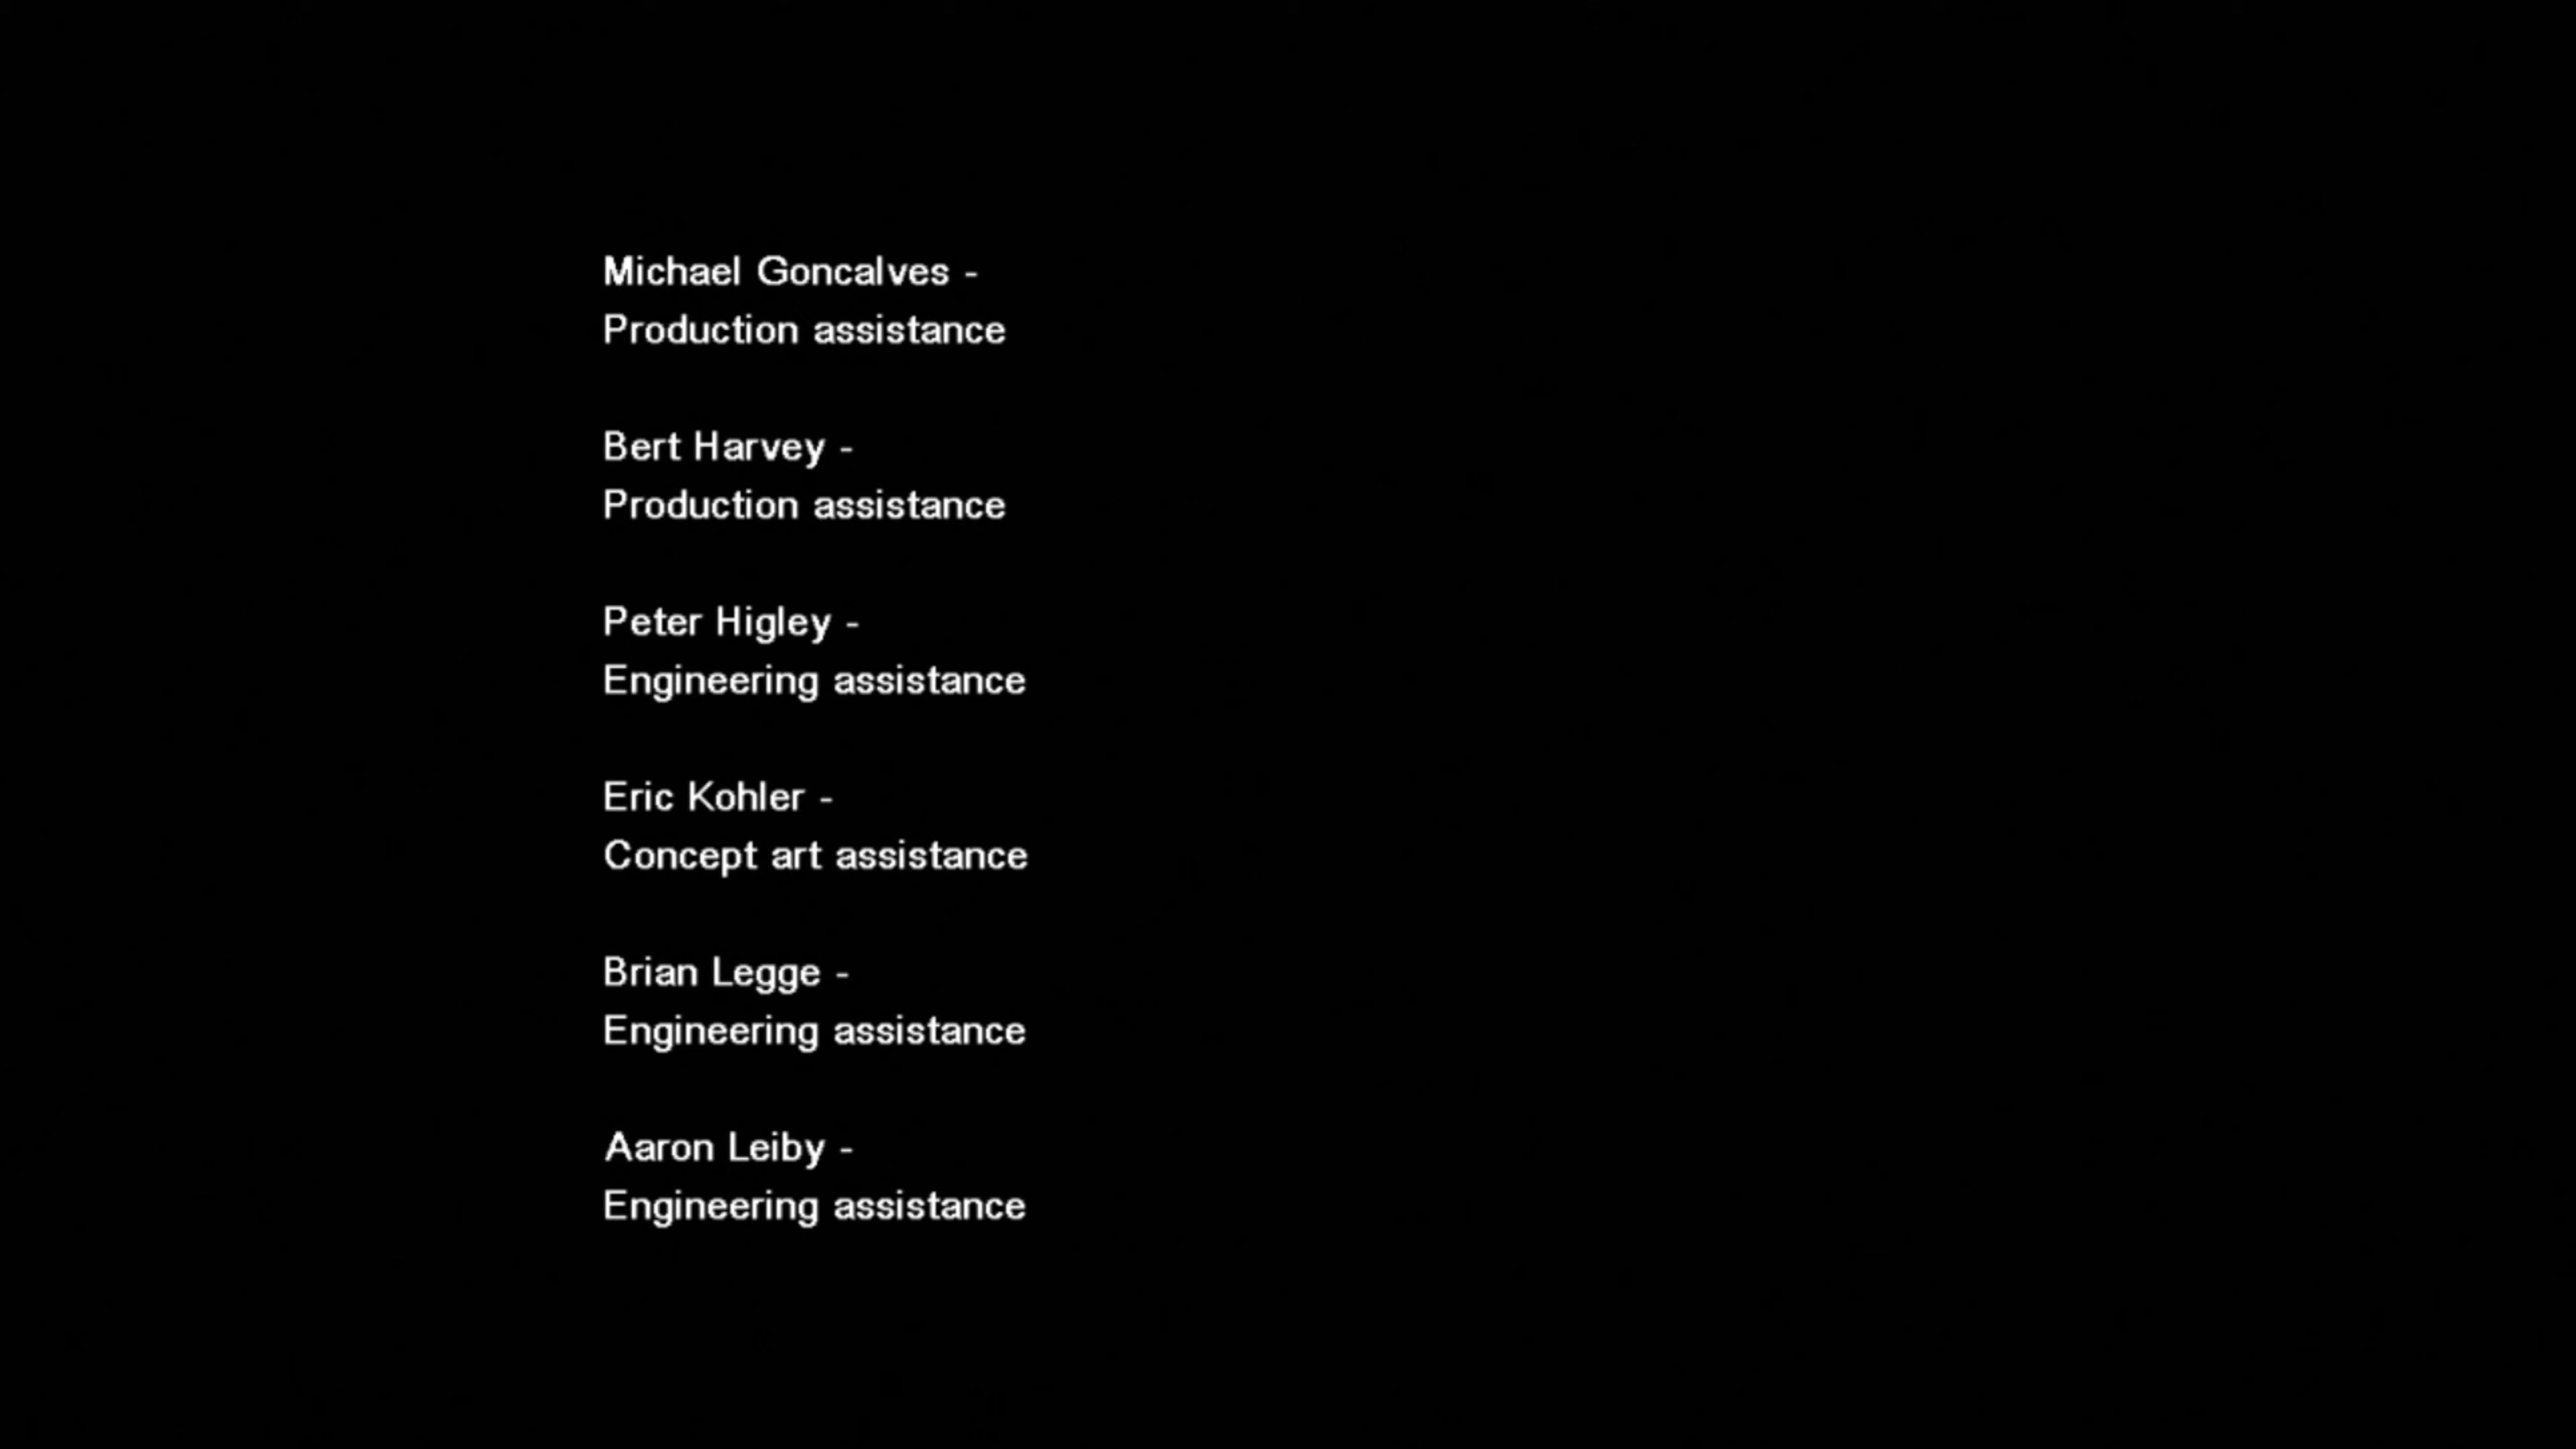 Michael Goncalves -
Production assistance
Bert Harvey -
Production assistance
Peter Higley -
Engineering assistance
Eric Kohler -
Concept art assistance
Brian Legge -
Engineering assistance
Aaron Leiby -
Engineering assistance